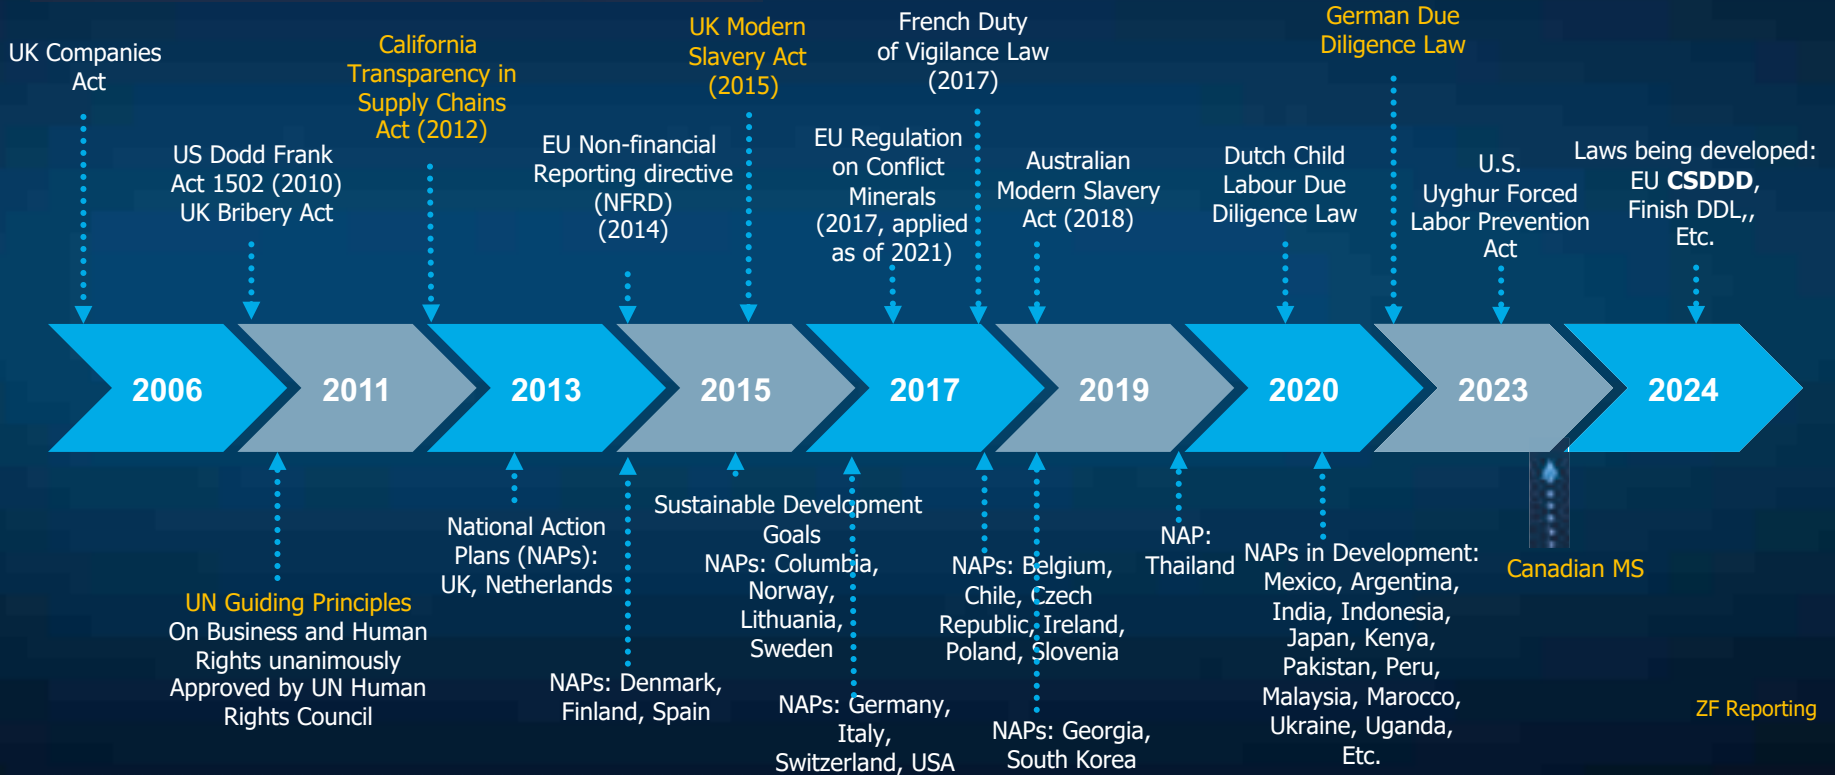 UK Companies
Act
US Dodd Frank
Act 1502 (2010)
UK Bribery Act
California
Transparency in
Supply Chains
Act (2012)
EU Non-financial
Reporting directive
(NFRD)
(2014)
UK Modern
Slavery Act
(2015)
EU Regulation
on Conflict
Minerals
(2017, applied
as of 2021)
French Duty
of Vigilance Law
(2017)
Australian
Modern Slavery
Act (2018)
Dutch Child
Labour Due
Diligence Law
German Due
Diligence Law
U.S.
Uyghur Forced
Labor Prevention
Act
Laws being developed:
EU CSDDD,
Finish DDL,,
Etc.
2006
2011
2013
2015
2017
2019
2020
2023
2024
UN Guiding Principles
On Business and Human
Rights unanimously
Approved by UN Human
Rights Council
National Action
Plans (NAPs):
UK, Netherlands
NAPs: Denmark,
Finland, Spain
Sustainable Development
Goals
NAPs: Columbia,
Norway,
Lithuania,
Sweden
NAPs: Germany,
Italy,
Switzerland, USA
NAPs: Belgium,
Chile, Czech
Republic, Ireland,
Poland, Slovenia
NAPs: Georgia,
South Korea
NAP:
Thailand
NAPs in Development:
Mexico, Argentina,
India, Indonesia,
Japan, Kenya,
Pakistan, Peru,
Malaysia, Marocco,
Ukraine, Uganda,
Etc.
Canadian MS
ZF Reporting